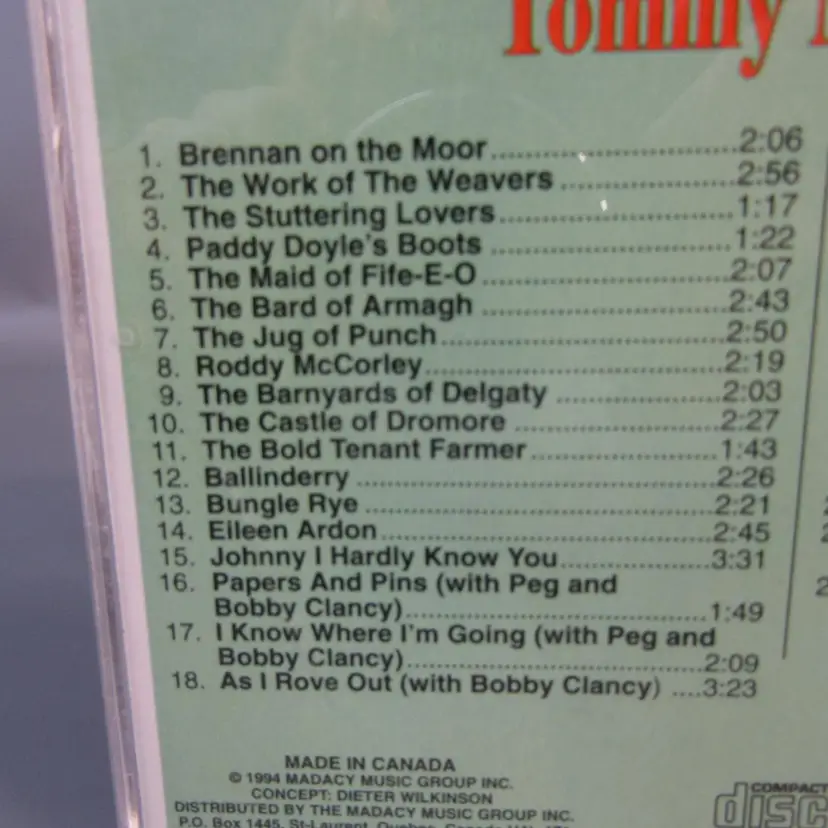 Tommy
1. Brennan on the Moor 2:06
2. The Work of The Weavers 2:56
3. The Stuttering Lovers 1:17
4. Paddy Doyle's Boots 1:22
5. The Maid of Fife-E-O 2:07
6. The Bard of Armagh 2:43
7. The Jug of Punch 2:50
8. Roddy McCorley 2:19
9. The Barnyards of Delgaty 2:03
10. The Castle of Dromore 2:27
11. The Bold Tenant Farmer 1:43
12. Ballinderry 2:26
13. Bungle Rye 2:21
14. Eileen Ardon 2:45
15. Johnny I Hardly Know You 3:31
16. Papers And Pins (with Peg and
Bobby Clancy) 1:49
17. I Know Where I'm Going (with Peg and
Bobby Clancy) 2:09
18. As I Rove Out (with Bobby Clancy) 3:23
MADE IN CANADA
© 1994 MADACY MUSIC GROUP INC.
CONCEPT: DIETER WILKINSON
DISTRIBUTED BY THE MADACY MUSIC GROUP INC.
P.O. Box 1445, St-Laurent, Quebec, Canada
COMPACT
disc